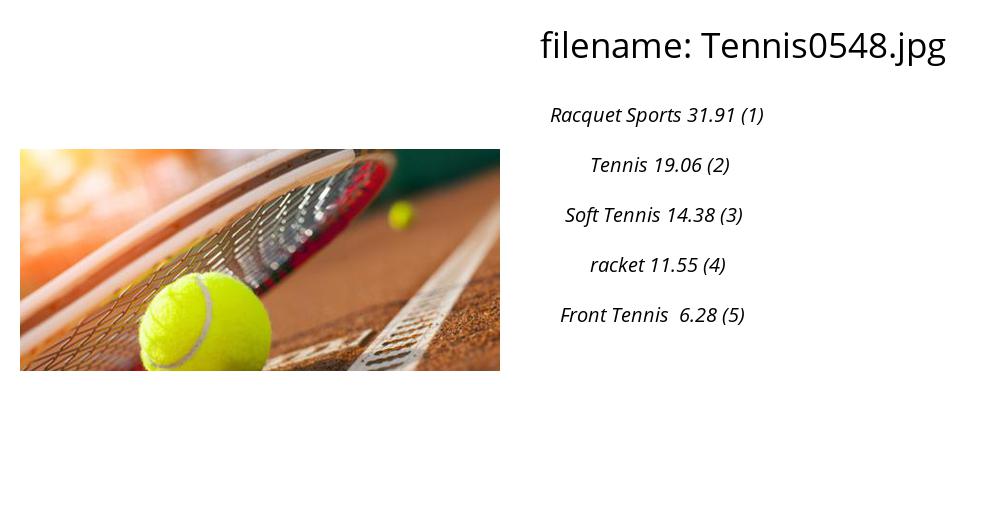 filename: Tennis0548.jpg
Racquet Sports 31.91 (1)
Tennis 19.06 (2)
Soft Tennis 14.38 (3)
racket 11.55 (4)
Front Tennis  6.28 (5)